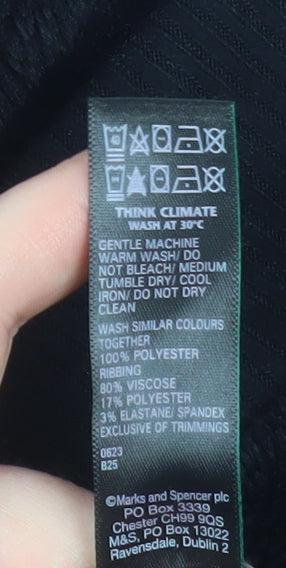 THINK CLIMATE
WASH AT 30°C
GENTLE MACHINE
WARM WASH/ DO
NOT BLEACH/ MEDIUM
TUMBLE DRY/ COOL
IRON/ DO NOT DRY
CLEAN
WASH SIMILAR COLOURS
TOGETHER
100% POLYESTER
RIBBING
80% VISCOSE
17% POLYESTER
3% ELASTANE/ SPANDEX
EXCLUSIVE OF TRIMMINGS
0623
B25
©Marks and Spencer plc
PO Box 3339
Chester CH99 9QS
M&S, PO Box 13022
Ravensdale, Dublin 2